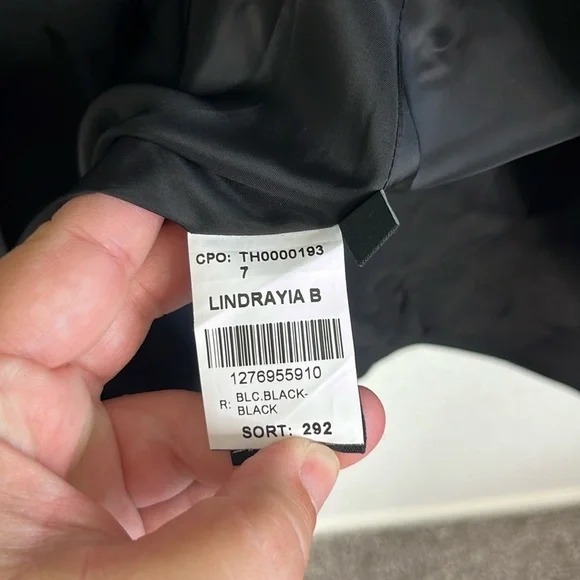 CPO: TH0000193
7
LINDRAYIA B
1276955910
R: BLC.BLACK-
BLACK
SORT: 292